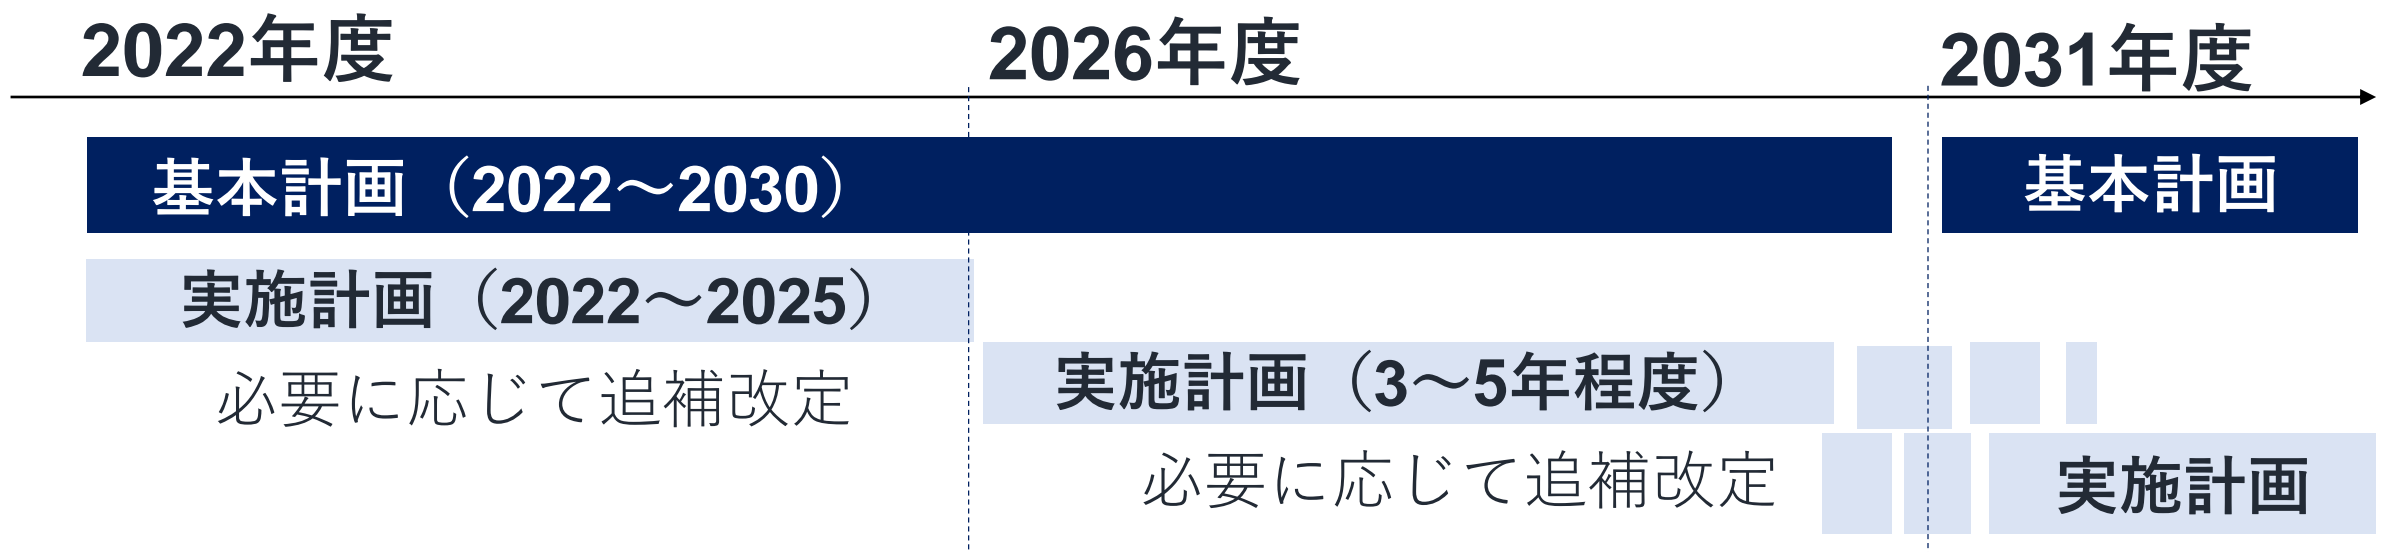 2022年度
2026年度
2031年度
基本計画（2022～2030）
基本計画
実施計画（2022～2025）
必要に応じて追補改定
実施計画（3～5年程度）
必要に応じて追補改定
実施計画